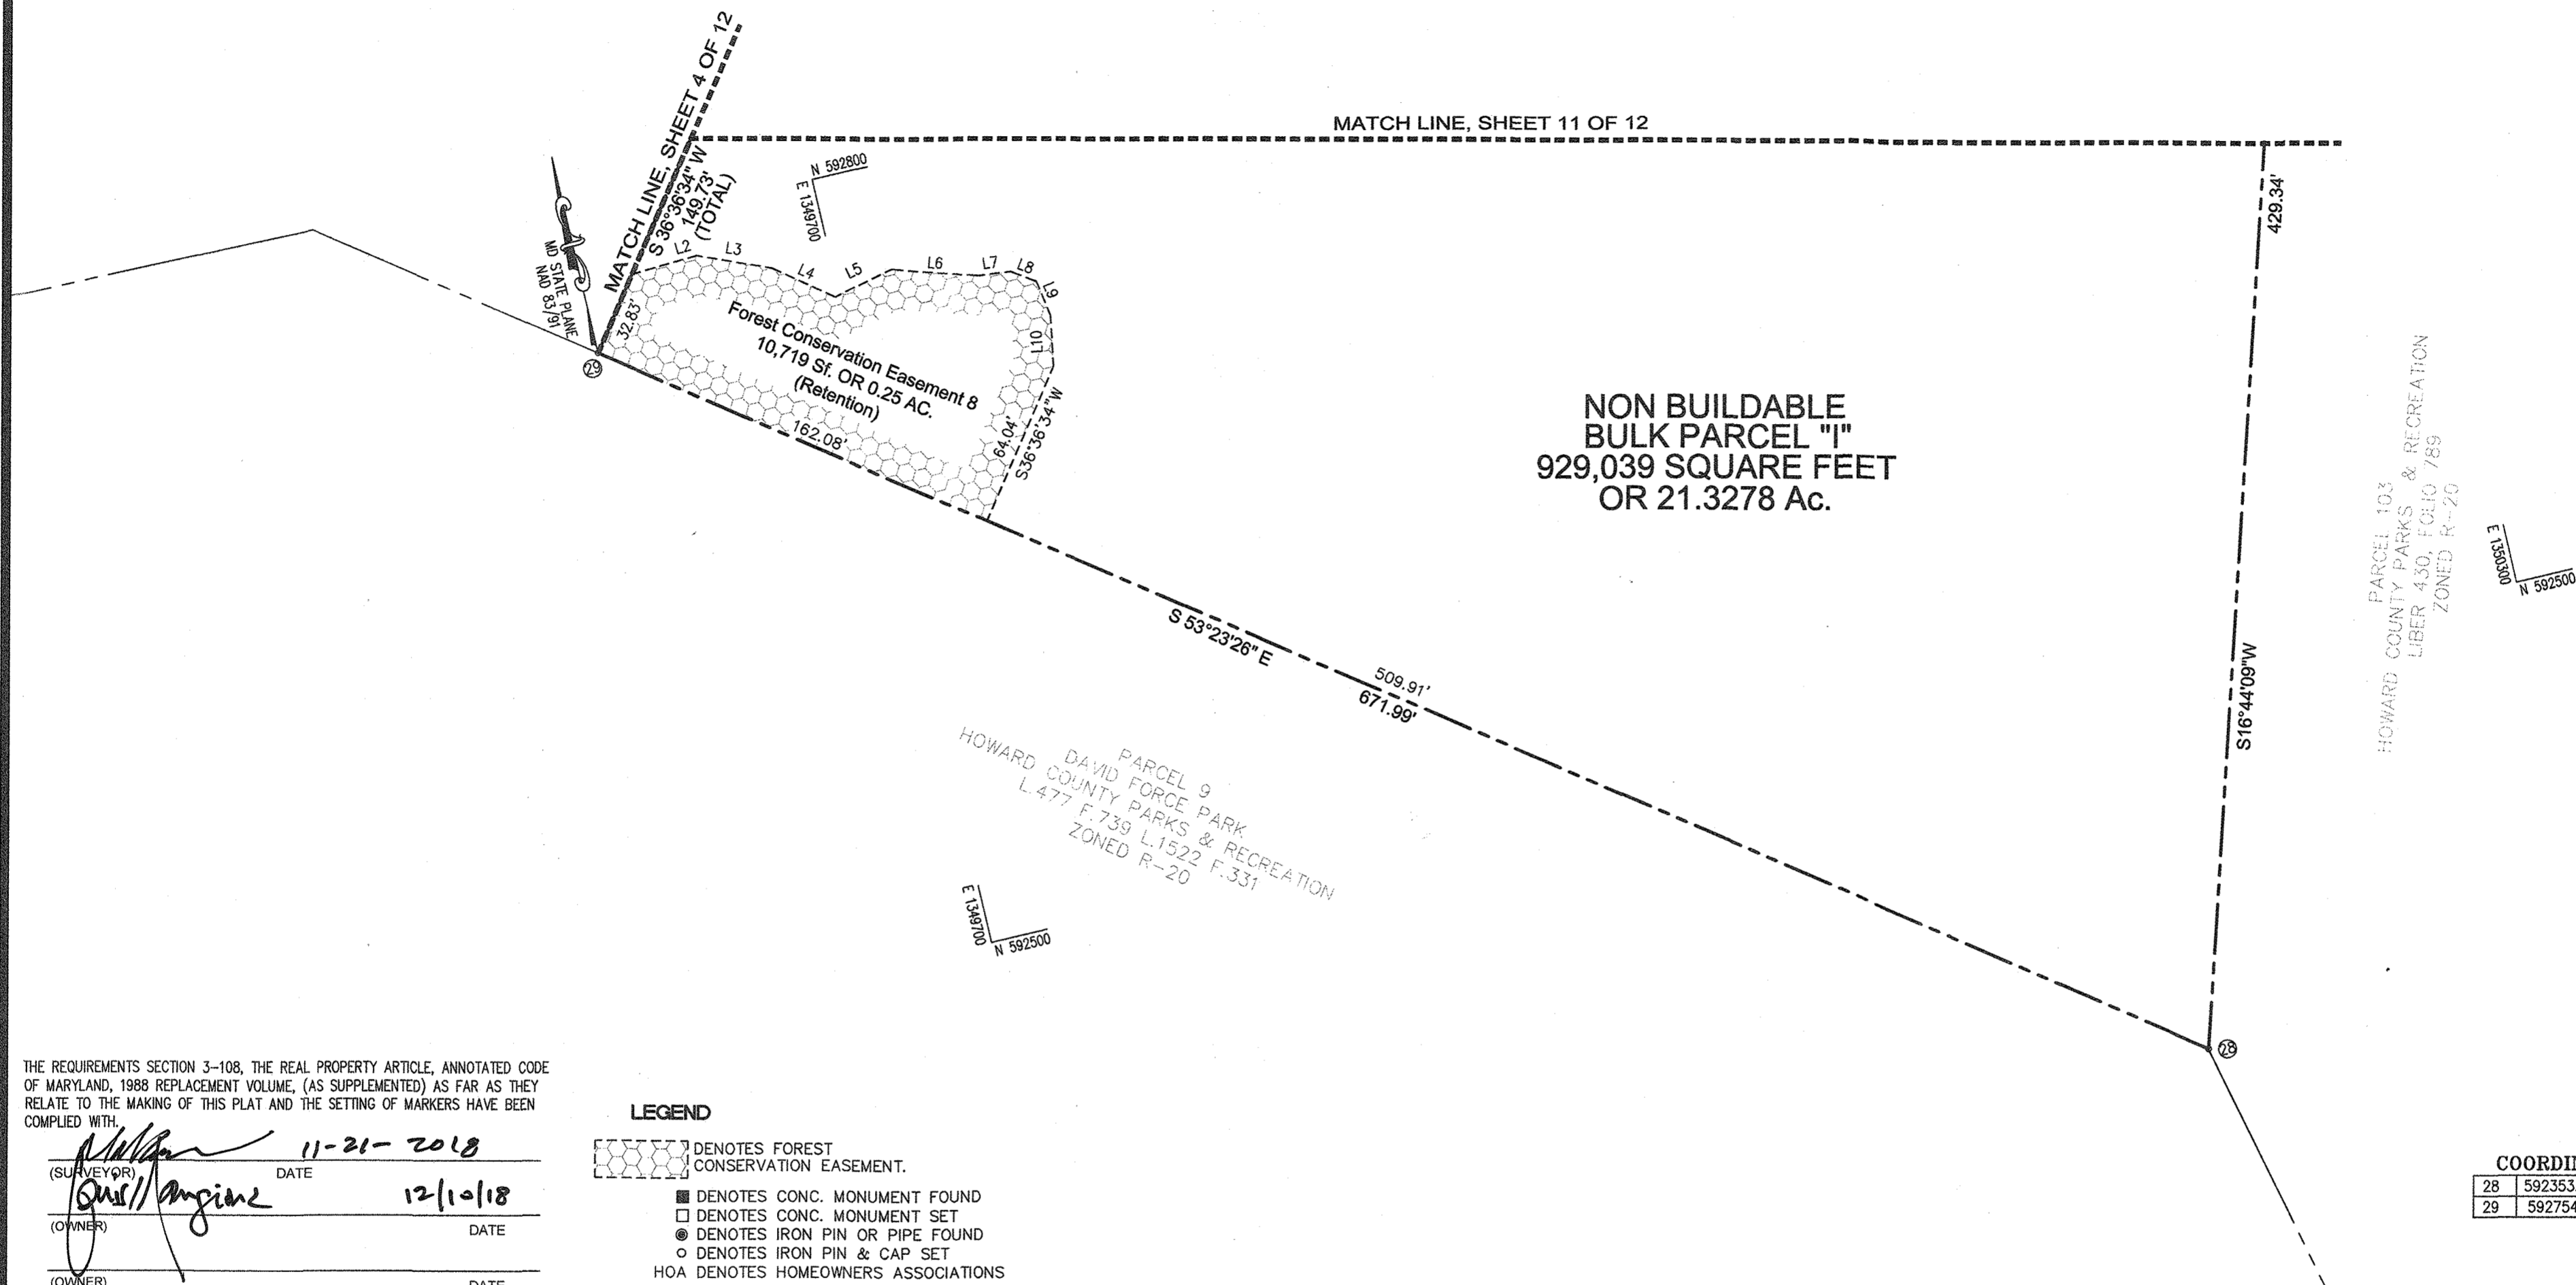 MATCH LINE, SHEET 4 OF 12
S 36°36'34" W
149.73'
(TOTAL)
MATCH LINE, SHEET 11 OF 12
N 592800
E 1349700
MD STATE PLANE
NAD 83/91
29
32.83'
L2
L3
L4
L5
L6
L7
L8
L9
L10
Forest Conservation Easement 8
10,719 Sf. OR 0.25 AC.
(Retention)
162.08'
64.04'
S36°36'34"W
NON BUILDABLE
BULK PARCEL "I"
929,039 SQUARE FEET
OR 21.3278 Ac.
429.34'
S16°44'09"W
PARCEL 103
HOWARD COUNTY PARKS & RECREATION
LIBER 430, FOLIO 789
ZONED R-20
E 1350300
N 592500
S 53°23'26" E
509.91'
671.99'
PARCEL 9
DAVID FORCE PARK
HOWARD COUNTY PARKS & RECREATION
L.477 F.739 L.1522 F.331
ZONED R-20
E 1349700
N 592500
28
THE REQUIREMENTS SECTION 3-108, THE REAL PROPERTY ARTICLE, ANNOTATED CODE
OF MARYLAND, 1988 REPLACEMENT VOLUME, (AS SUPPLEMENTED) AS FAR AS THEY
RELATE TO THE MAKING OF THIS PLAT AND THE SETTING OF MARKERS HAVE BEEN
COMPLIED WITH.
11-21-2018
(SURVEYOR) DATE
12/10/18
(OWNER) DATE
(OWNER) DATE
LEGEND
DENOTES FOREST
CONSERVATION EASEMENT.
DENOTES CONC. MONUMENT FOUND
DENOTES CONC. MONUMENT SET
DENOTES IRON PIN OR PIPE FOUND
DENOTES IRON PIN & CAP SET
HOA DENOTES HOMEOWNERS ASSOCIATIONS
COORDI
28 592353
29 592754